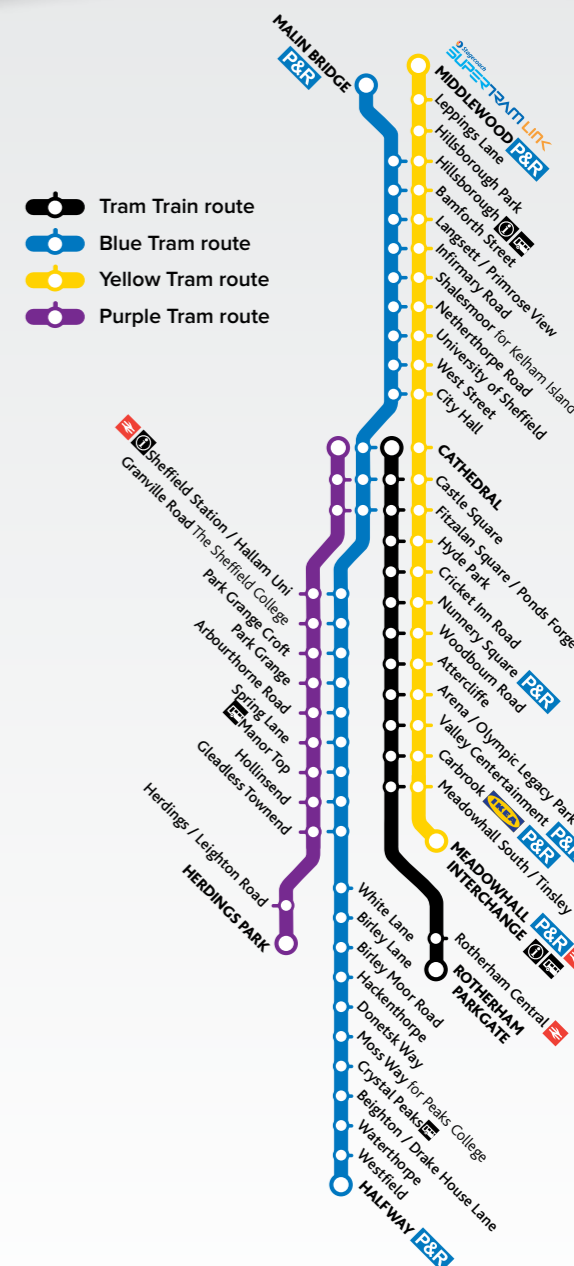 MALIN BRIDGE
P&R
Stagecoach
SUPERTRAM LINK
MIDDLEWOOD P&R
Leppings Lane
Hillsborough Park
Hillsborough
Bamforth Street
Langsett / Primrose View
Infirmary Road
Shalesmoor for Kelham Island
Netherthorpe Road
University of Sheffield
West Street
City Hall
Tram Train route
Blue Tram route
Yellow Tram route
Purple Tram route
CATHEDRAL
Castle Square
Fitzalan Square / Ponds Forge
Hyde Park
Cricket Inn Road
Nunnery Square P&R
Woodbourn Road
Attercliffe
Arena / Olympic Legacy Park
Valley Centertainment P&R
Carbrook IKEA P&R
Meadowhall South / Tinsley
MEADOWHALL
INTERCHANGE P&R
Sheffield Station / Hallam Uni
Granville Road The Sheffield College
Park Grange Croft
Park Grange
Arbourthorne Road
Spring Lane
Manor Top
Hollinsend
Gleadless Townend
Herdings / Leighton Road
HERDINGS PARK
Rotherham Central
ROTHERHAM
PARKGATE
White Lane
Birley Lane
Birley Moor Road
Hackenthorpe
Donetsk Way
Moss Way for Peaks College
Crystal Peaks
Beighton / Drake House Lane
Waterthorpe
Westfield
HALFWAY P&R